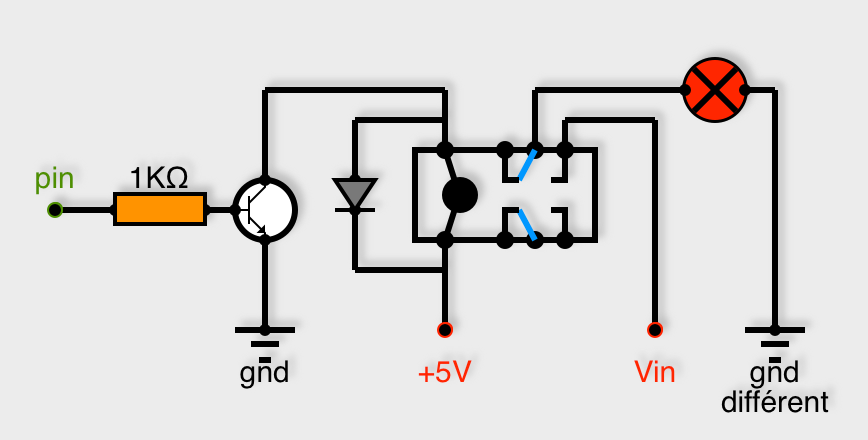 pin
1KΩ
gnd
+5V
Vin
gnd
différent